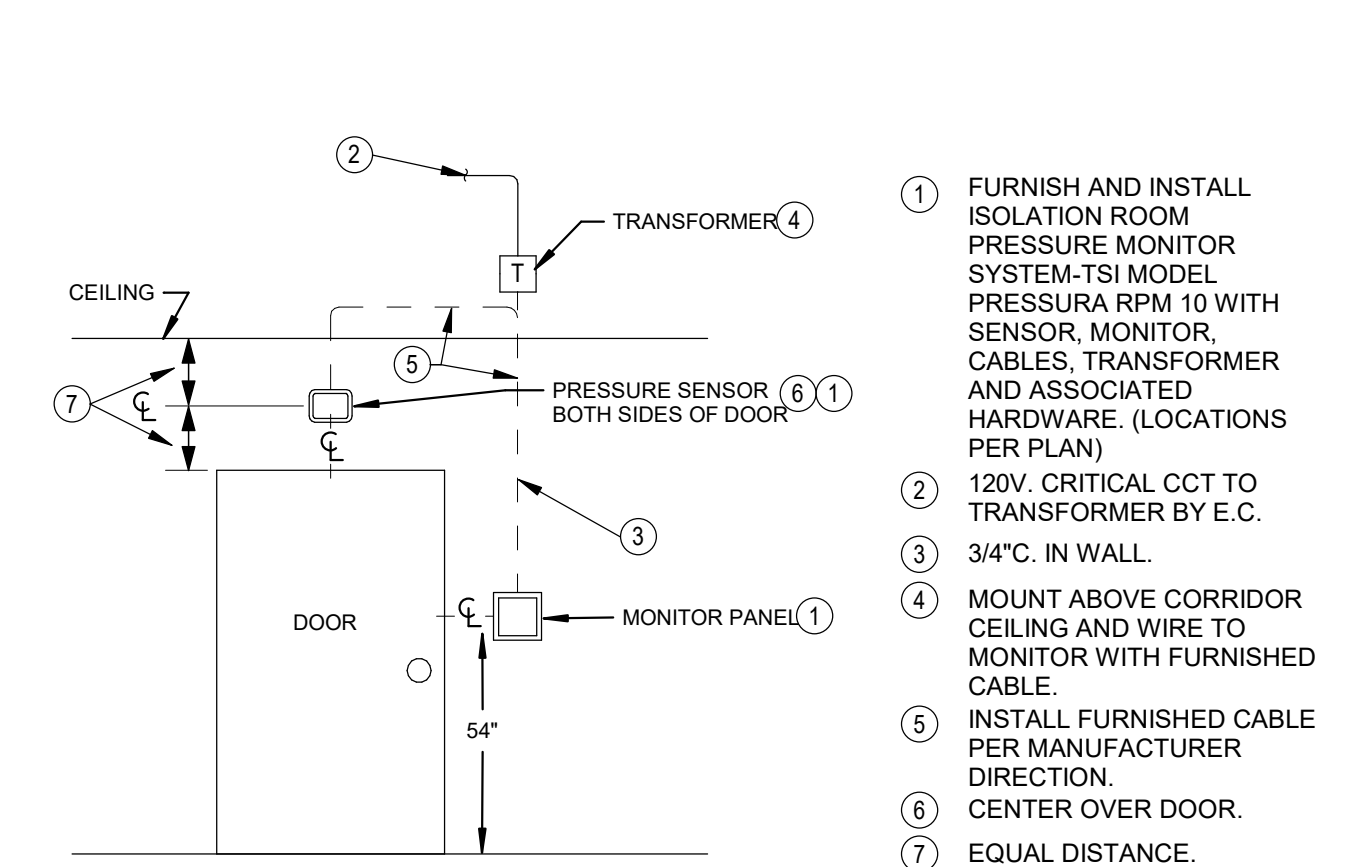 2
TRANSFORMER 4
T
CEILING
5
7
℄
PRESSURE SENSOR 6 1
BOTH SIDES OF DOOR
℄
3
DOOR
℄
MONITOR PANEL 1
54"
1 FURNISH AND INSTALL
ISOLATION ROOM
PRESSURE MONITOR
SYSTEM-TSI MODEL
PRESSURA RPM 10 WITH
SENSOR, MONITOR,
CABLES, TRANSFORMER
AND ASSOCIATED
HARDWARE. (LOCATIONS
PER PLAN)
2 120V. CRITICAL CCT TO
TRANSFORMER BY E.C.
3 3/4"C. IN WALL.
4 MOUNT ABOVE CORRIDOR
CEILING AND WIRE TO
MONITOR WITH FURNISHED
CABLE.
5 INSTALL FURNISHED CABLE
PER MANUFACTURER
DIRECTION.
6 CENTER OVER DOOR.
7 EQUAL DISTANCE.